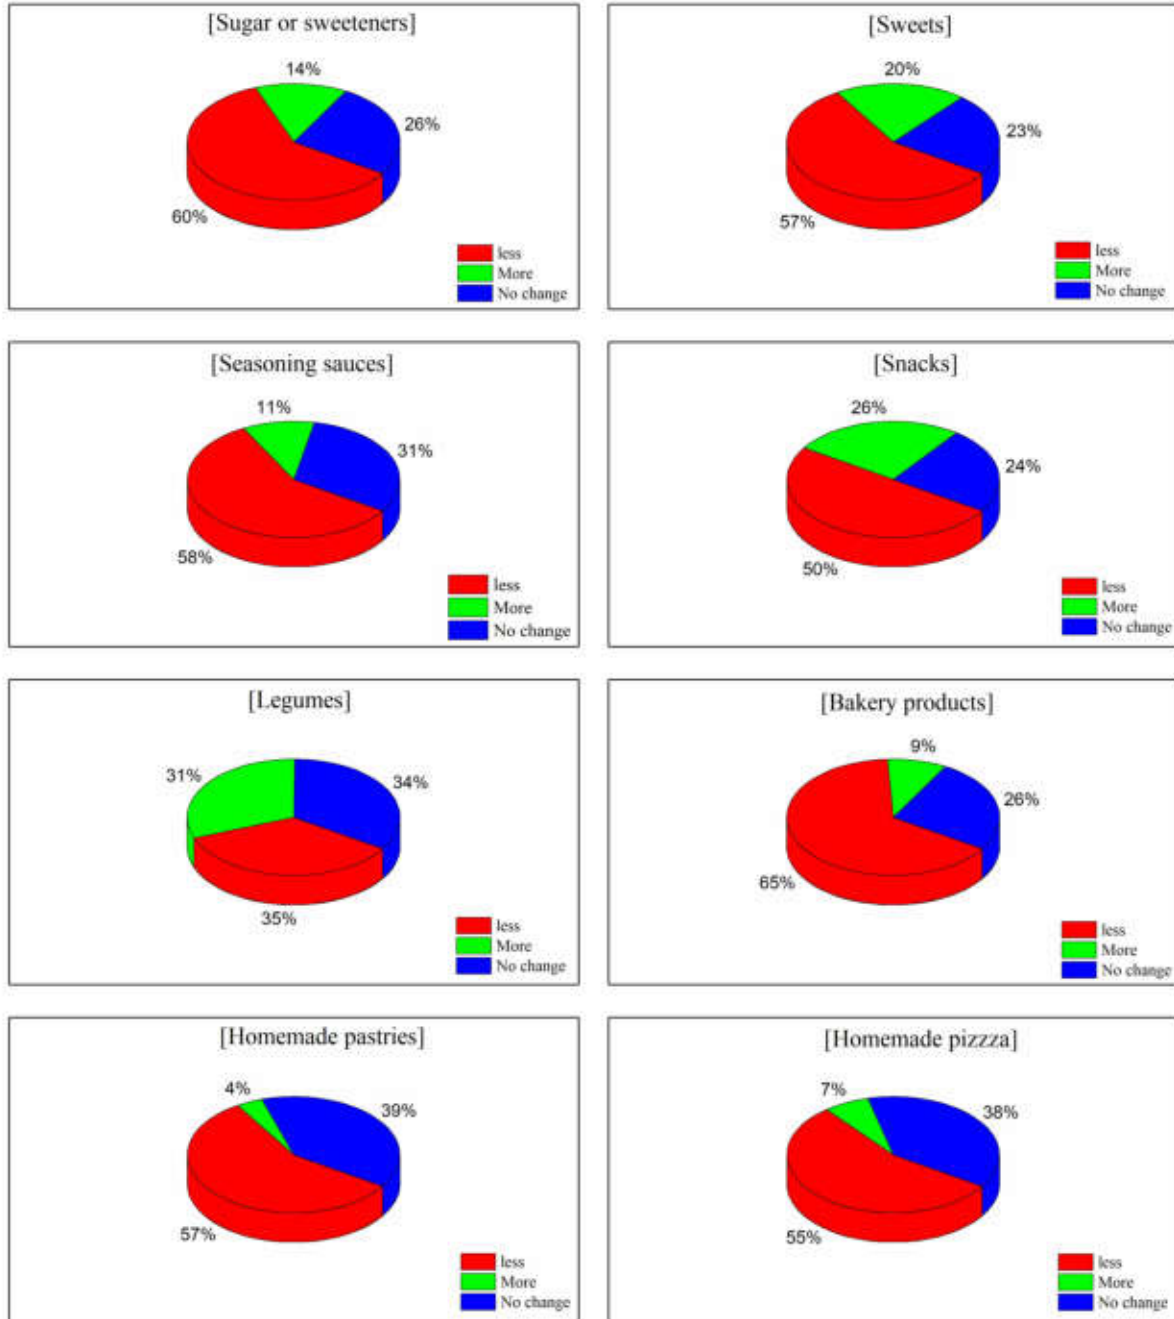 [Sugar or sweeteners]
14%
26%
60%
less
More
No change
[Sweets]
20%
23%
57%
less
More
No change
[Seasoning sauces]
11%
31%
58%
less
More
No change
[Snacks]
26%
24%
50%
less
More
No change
[Legumes]
31%
34%
35%
less
More
No change
[Bakery products]
9%
26%
65%
less
More
No change
[Homemade pastries]
4%
39%
57%
less
More
No change
[Homemade pizzza]
7%
38%
55%
less
More
No change